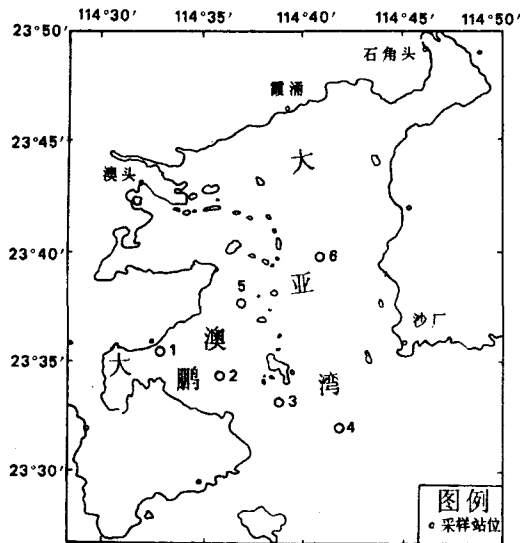 114°30′ 114°35′ 114°40′ 114°45′ 114°50′
23°50′
石角头
霞涌
23°45′
大
澳头
23°40′
6
亚
5
沙厂
澳
23°35′
1
大
鹏
2
湾
3
4
23°30′
图例
采样站位